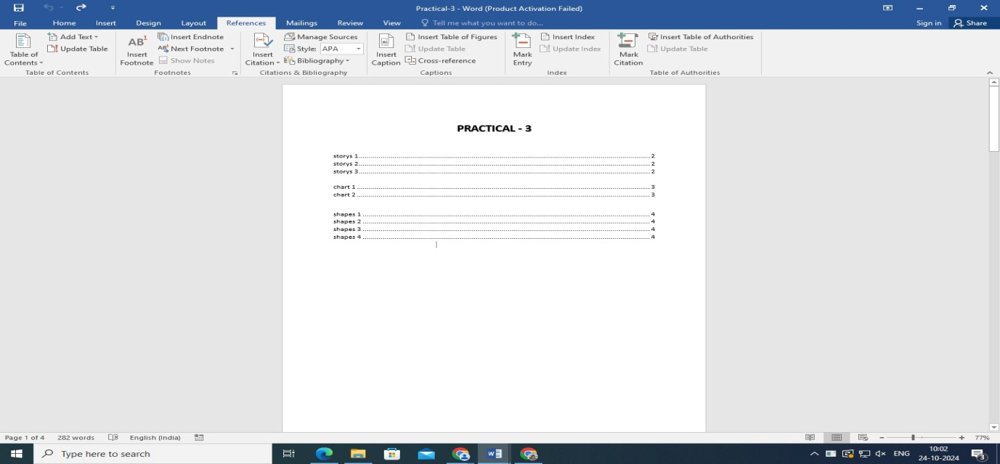 Practical-3 - Word (Product Activation Failed)
File Home Insert Design Layout References Mailings Review View Tell me what you want to do... Sign in Share
Table of Contents
Add Text
Update Table
Table of Contents
AB¹ Insert Footnote
Insert Endnote
Next Footnote
Show Notes
Footnotes
Insert Citation
Manage Sources
Style: APA
Bibliography
Citations & Bibliography
Insert Caption
Insert Table of Figures
Update Table
Cross-reference
Captions
Mark Entry
Insert Index
Update Index
Index
Mark Citation
Insert Table of Authorities
Update Table
Table of Authorities
PRACTICAL - 3
storys 1 2
storys 2 2
storys 3 2
chart 1 3
chart 2 3
shapes 1 4
shapes 2 4
shapes 3 4
shapes 4 4
Page 1 of 4 282 words English (India) 77%
Type here to search
ENG
10:02
24-10-2024
3